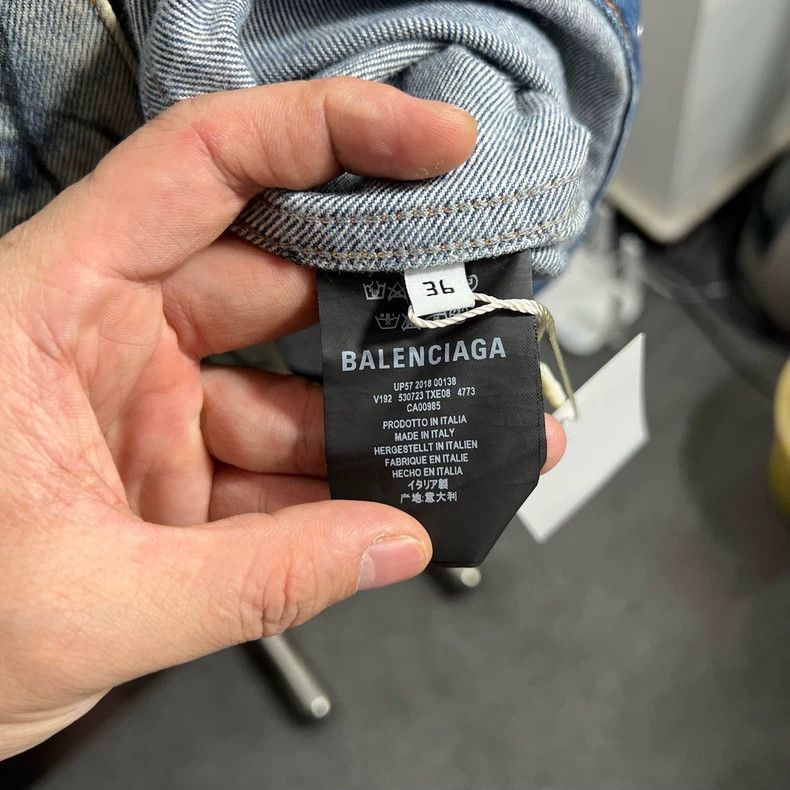 36
BALENCIAGA
UP57 2018 00138
V192 530723 TXE08 4773
CA00985
PRODOTTO IN ITALIA
MADE IN ITALY
HERGESTELLT IN ITALIEN
FABRIQUE EN ITALIE
HECHO EN ITALIA
イタリア製
产地:意大利